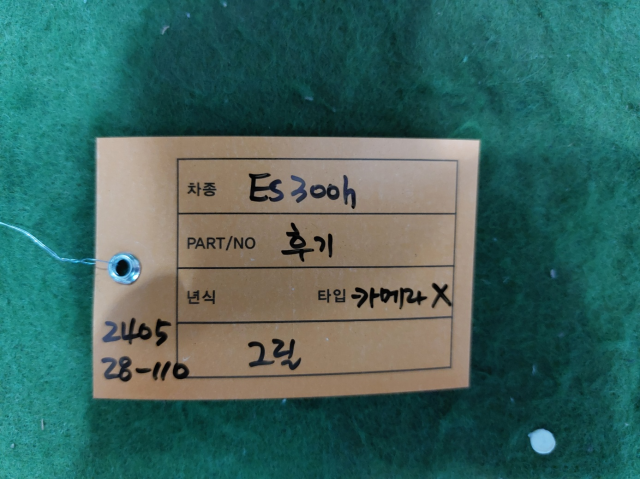 차종 ES300h
PART/NO 후기
년식 타입 카메라 X
그릴
2405
28-110